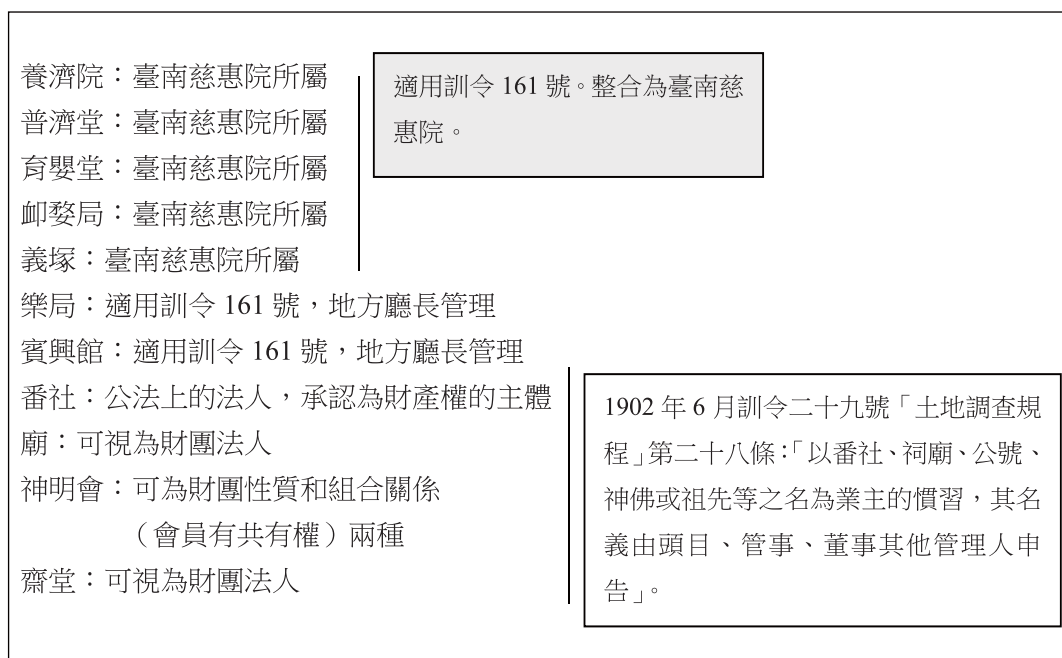 養濟院：臺南慈惠院所屬
普濟堂：臺南慈惠院所屬
育嬰堂：臺南慈惠院所屬
卹嫠局：臺南慈惠院所屬
義塚：臺南慈惠院所屬
適用訓令 161 號。整合為臺南慈
惠院。
樂局：適用訓令 161 號，地方廳長管理
賓興館：適用訓令 161 號，地方廳長管理
番社：公法上的法人，承認為財產權的主體
廟：可視為財團法人
神明會：可為財團性質和組合關係
（會員有共有權）兩種
齋堂：可視為財團法人
1902 年 6 月訓令二十九號「土地調查規
程」第二十八條：「以番社、祠廟、公號、
神佛或祖先等之名為業主的慣習，其名
義由頭目、管事、董事其他管理人申
告」。